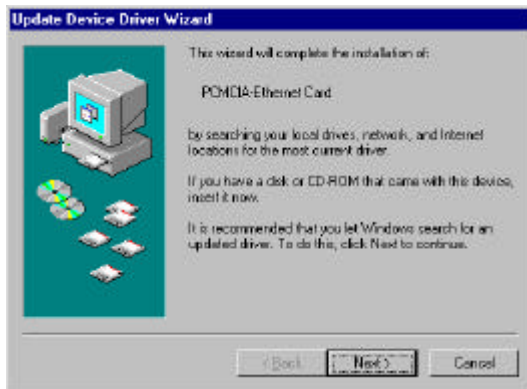 Update Device Driver Wizard
This wizard will complete the installation of:
PCMCIA-Ethernet Card
by searching your local drives, network, and Internet
locations for the most current driver.
If you have a disk or CD-ROM that came with this device,
insert it now.
It is recommended that you let Windows search for an
updated driver. To do this, click Next to continue.
< Back
Next >
Cancel